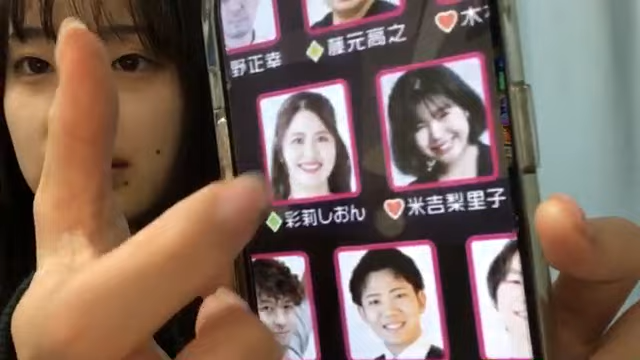 野正幸
藤元高之
木
彩莉しおん
米吉梨里子